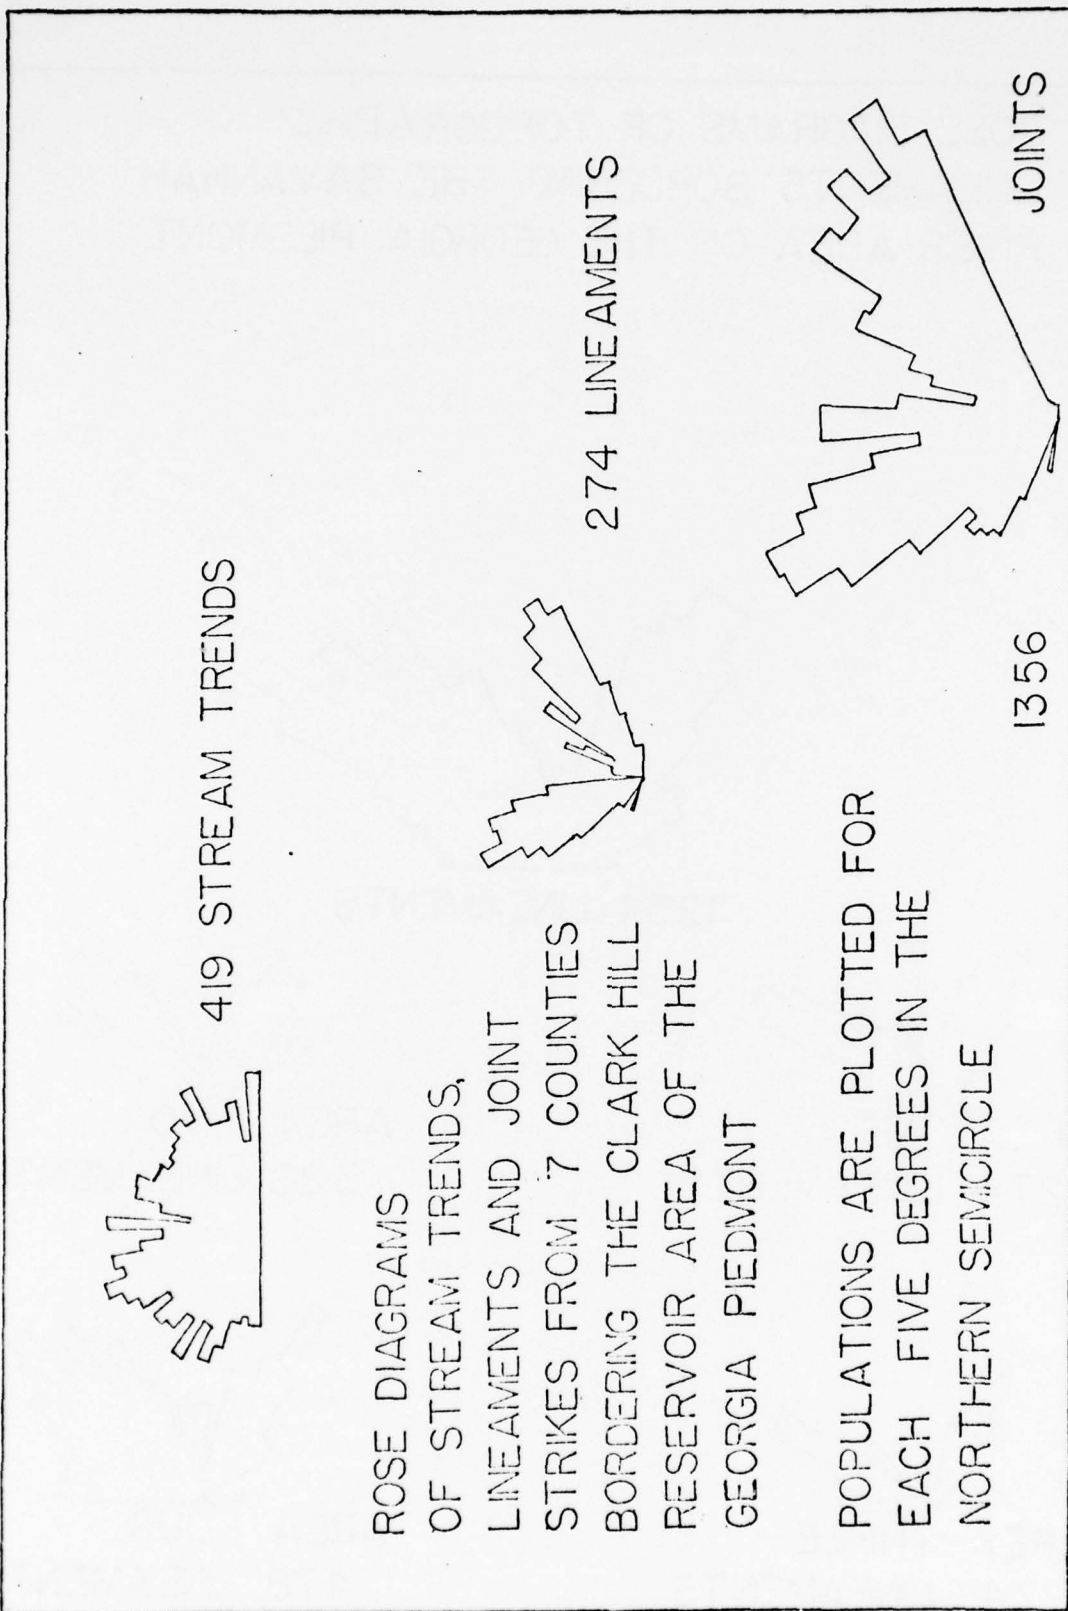 419 STREAM TRENDS
ROSE DIAGRAMS
OF STREAM TRENDS,
LINEAMENTS AND JOINT
STRIKES FROM 7 COUNTIES
BORDERING THE CLARK HILL
RESERVOIR AREA OF THE
GEORGIA PIEDMONT
274 LINEAMENTS
POPULATIONS ARE PLOTTED FOR
EACH FIVE DEGREES IN THE
NORTHERN SEMICIRCLE
1356 JOINTS